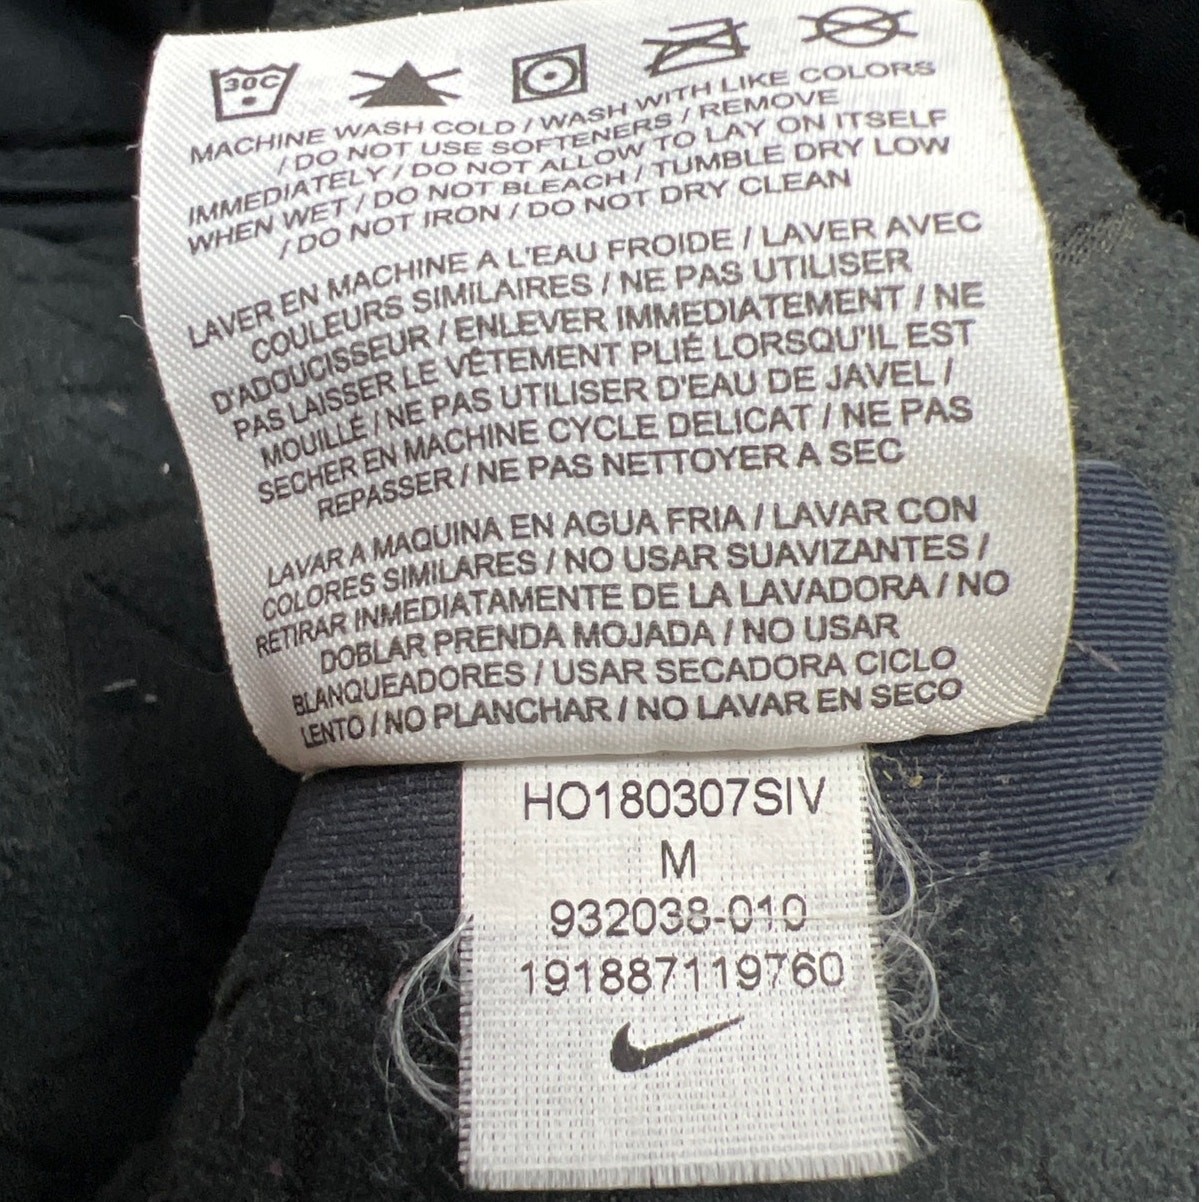 30C
MACHINE WASH COLD / WASH WITH LIKE COLORS
/ DO NOT USE SOFTENERS / REMOVE
IMMEDIATELY / DO NOT ALLOW TO LAY ON ITSELF
WHEN WET / DO NOT BLEACH / TUMBLE DRY LOW
/ DO NOT IRON / DO NOT DRY CLEAN
LAVER EN MACHINE A L'EAU FROIDE / LAVER AVEC
COULEURS SIMILAIRES / NE PAS UTILISER
D'ADOUCISSEUR / ENLEVER IMMEDIATEMENT / NE
PAS LAISSER LE VÊTEMENT PLIÉ LORSQU'IL EST
MOUILLÉ / NE PAS UTILISER D'EAU DE JAVEL /
SECHER EN MACHINE CYCLE DELICAT / NE PAS
REPASSER / NE PAS NETTOYER A SEC
LAVAR A MAQUINA EN AGUA FRIA / LAVAR CON
COLORES SIMILARES / NO USAR SUAVIZANTES /
RETIRAR INMEDIATAMENTE DE LA LAVADORA / NO
DOBLAR PRENDA MOJADA / NO USAR
BLANQUEADORES / USAR SECADORA CICLO
LENTO / NO PLANCHAR / NO LAVAR EN SECO
HO180307SIV
M
932038-010
191887119760